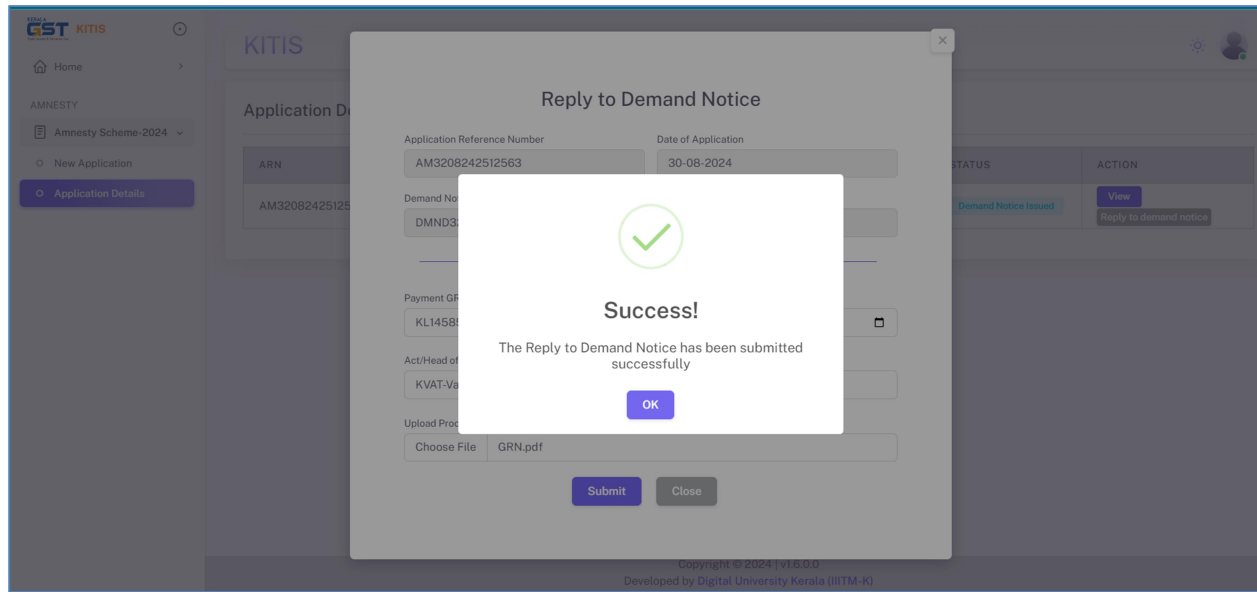 KERALA
GST KITIS
Home
AMNESTY
Amnesty Scheme-2024
New Application
Application Details
KITIS
Application D
ARN
STATUS
ACTION
AM32082425125
Demand Notice Issued
View
Reply to demand notice
Reply to Demand Notice
Application Reference Number
Date of Application
AM3208242512563
30-08-2024
Demand No
DMND3
Payment GR
KL1458
Act/Head of
KVAT-Va
Upload Proo
Choose File GRN.pdf
Submit Close
Success!
The Reply to Demand Notice has been submitted
successfully
OK
Copyright © 2024 | v1.6.0.0
Developed by Digital University Kerala (IIITM-K)